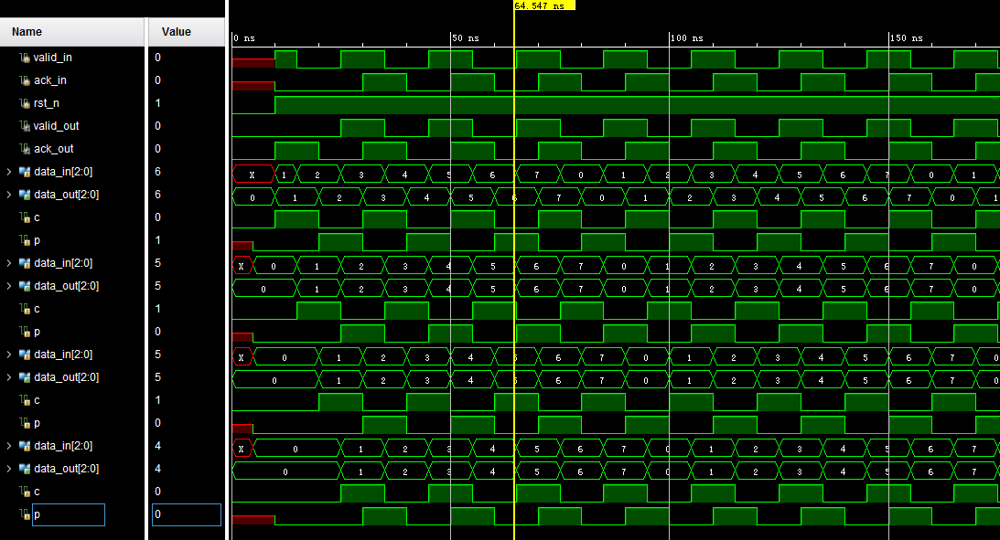 64.547 ns
Name Value 0 ns 50 ns 100 ns 150 ns
valid_in 0
ack_in 0
rst_n 1
valid_out 0
ack_out 0
data_in[2:0] 6 X 1 2 3 4 5 6 7 0 1 3 4 5 6 7 0 1
data_out[2:0] 6 0 1 2 3 4 5 6 7 0 1 2 3 4 5 6 7 0 1
c 0
p 1
data_in[2:0] 5 X 0 1 2 3 4 5 6 7 0 1 2 3 4 5 6 7 0
data_out[2:0] 5 0 1 2 3 4 5 6 7 0 1 2 3 4 5 6 7 0
c 1
p 0
data_in[2:0] 5 X 0 1 2 3 4 5 6 7 0 1 2 3 4 5 6 7 0
data_out[2:0] 5 0 1 2 3 4 5 6 7 0 1 2 3 4 5 6 7 0
c 1
p 0
data_in[2:0] 4 X 0 1 2 3 4 5 6 7 0 1 2 3 4 5 6 7
data_out[2:0] 4 0 1 2 3 4 5 6 7 0 1 2 3 4 5 6 7
c 0
p 0